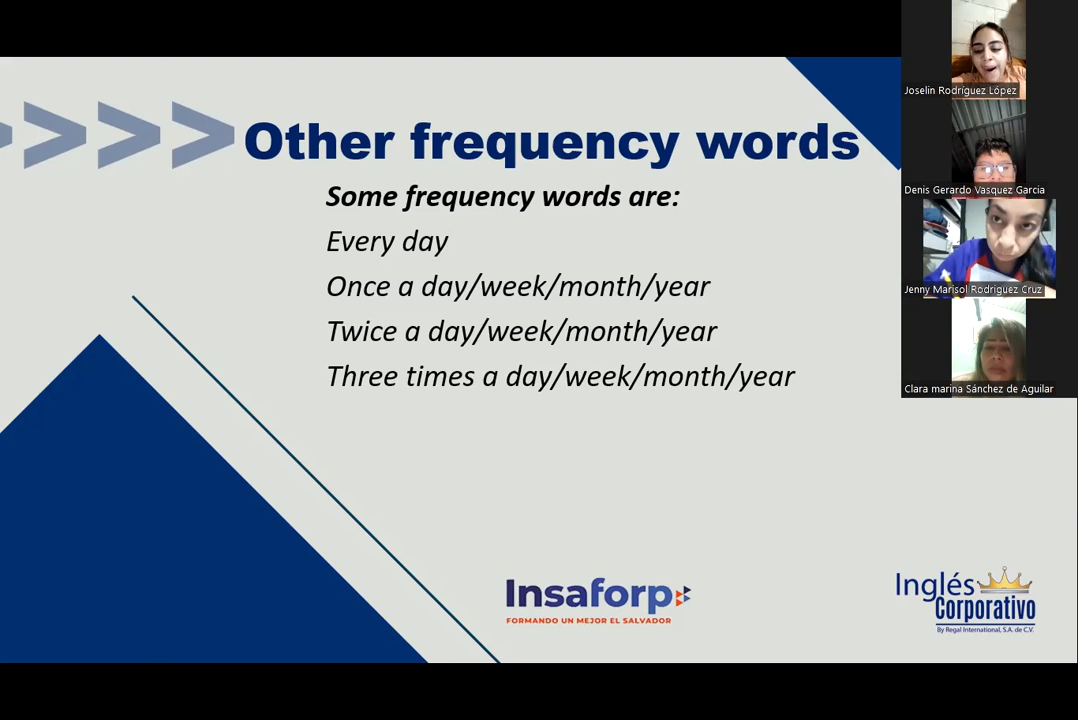 Other frequency words
Some frequency words are:
Every day
Once a day/week/month/year
Twice a day/week/month/year
Three times a day/week/month/year
Insaforp
FORMANDO UN MEJOR EL SALVADOR
Inglés
Corporativo
By Regal International, S.A. de C.V.
Joselin Rodríguez López
Denis Gerardo Vasquez Garcia
Jenny Marisol Rodriguez Cruz
Clara marina Sánchez de Aguilar